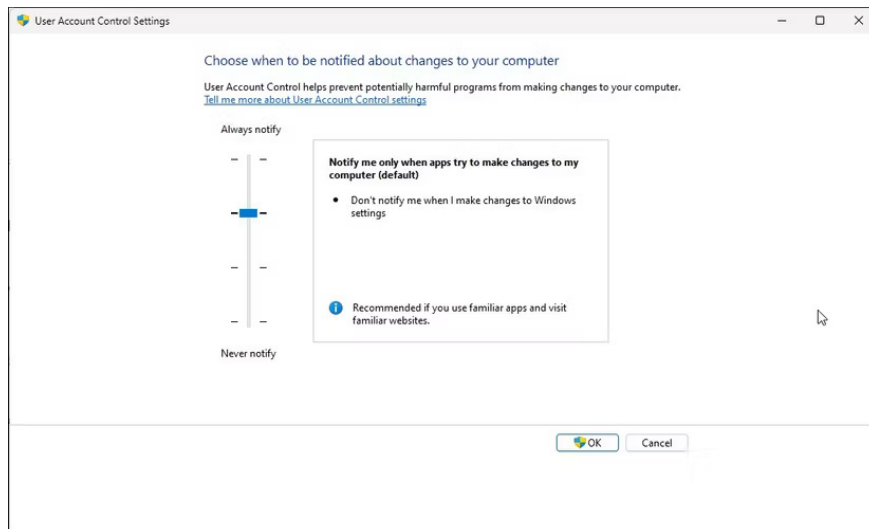 User Account Control Settings
Choose when to be notified about changes to your computer
User Account Control helps prevent potentially harmful programs from making changes to your computer.
Tell me more about User Account Control settings
Always notify
Notify me only when apps try to make changes to my
computer (default)
• Don't notify me when I make changes to Windows
settings
Recommended if you use familiar apps and visit
familiar websites.
Never notify
OK
Cancel